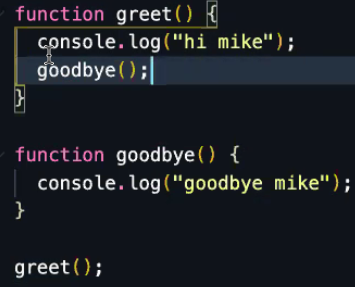 function greet() {
console.log("hi mike");
goodbye();
}
function goodbye() {
console.log("goodbye mike");
}
greet();